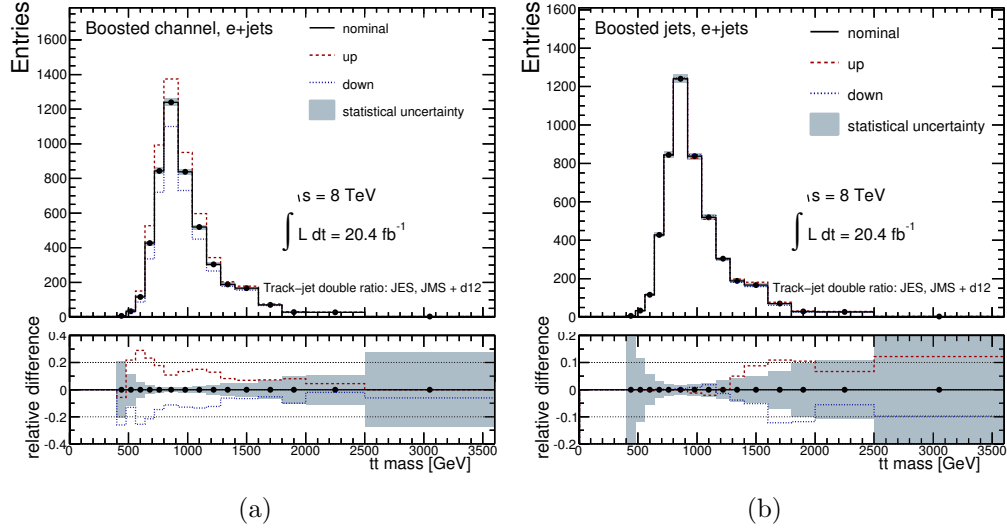 Entries
Boosted channel, e+jets
nominal
up
down
statistical uncertainty
s = 8 TeV
∫ L dt = 20.4 fb-1
Track−jet double ratio: JES, JMS + d12
1600
1400
1200
1000
800
600
400
200
0
relative difference
0.4
0.2
0
-0.2
-0.4
0 500 1000 1500 2000 2500 3000 3500
tt mass [GeV]
(a)
Entries
Boosted jets, e+jets
nominal
up
down
statistical uncertainty
s = 8 TeV
∫ L dt = 20.4 fb-1
Track−jet double ratio: JES, JMS + d12
1600
1400
1200
1000
800
600
400
200
0
relative difference
0.2
0.1
0
-0.1
-0.2
0 500 1000 1500 2000 2500 3000 3500
tt mass [GeV]
(b)